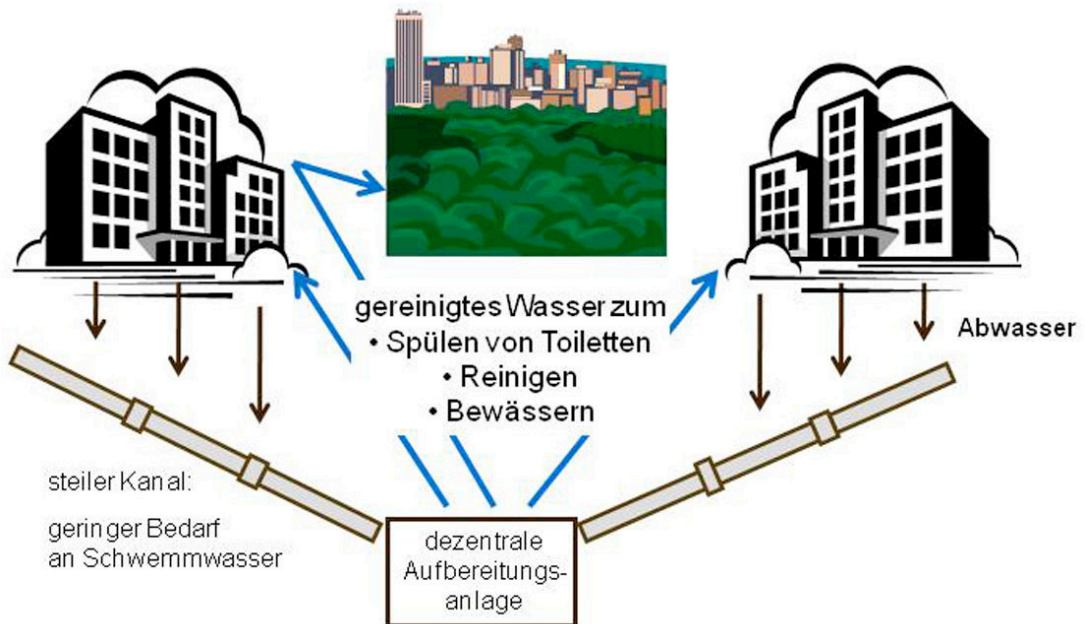 gereinigtes Wasser zum
• Spülen von Toiletten
• Reinigen
• Bewässern
Abwasser
steiler Kanal:
geringer Bedarf
an Schwemmwasser
dezentrale
Aufbereitungs-
anlage